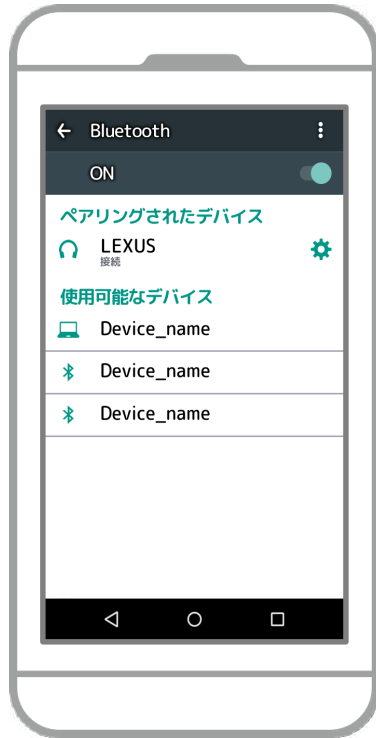 Bluetooth
ON
ペアリングされたデバイス
LEXUS
接続
使用可能なデバイス
Device_name
Device_name
Device_name